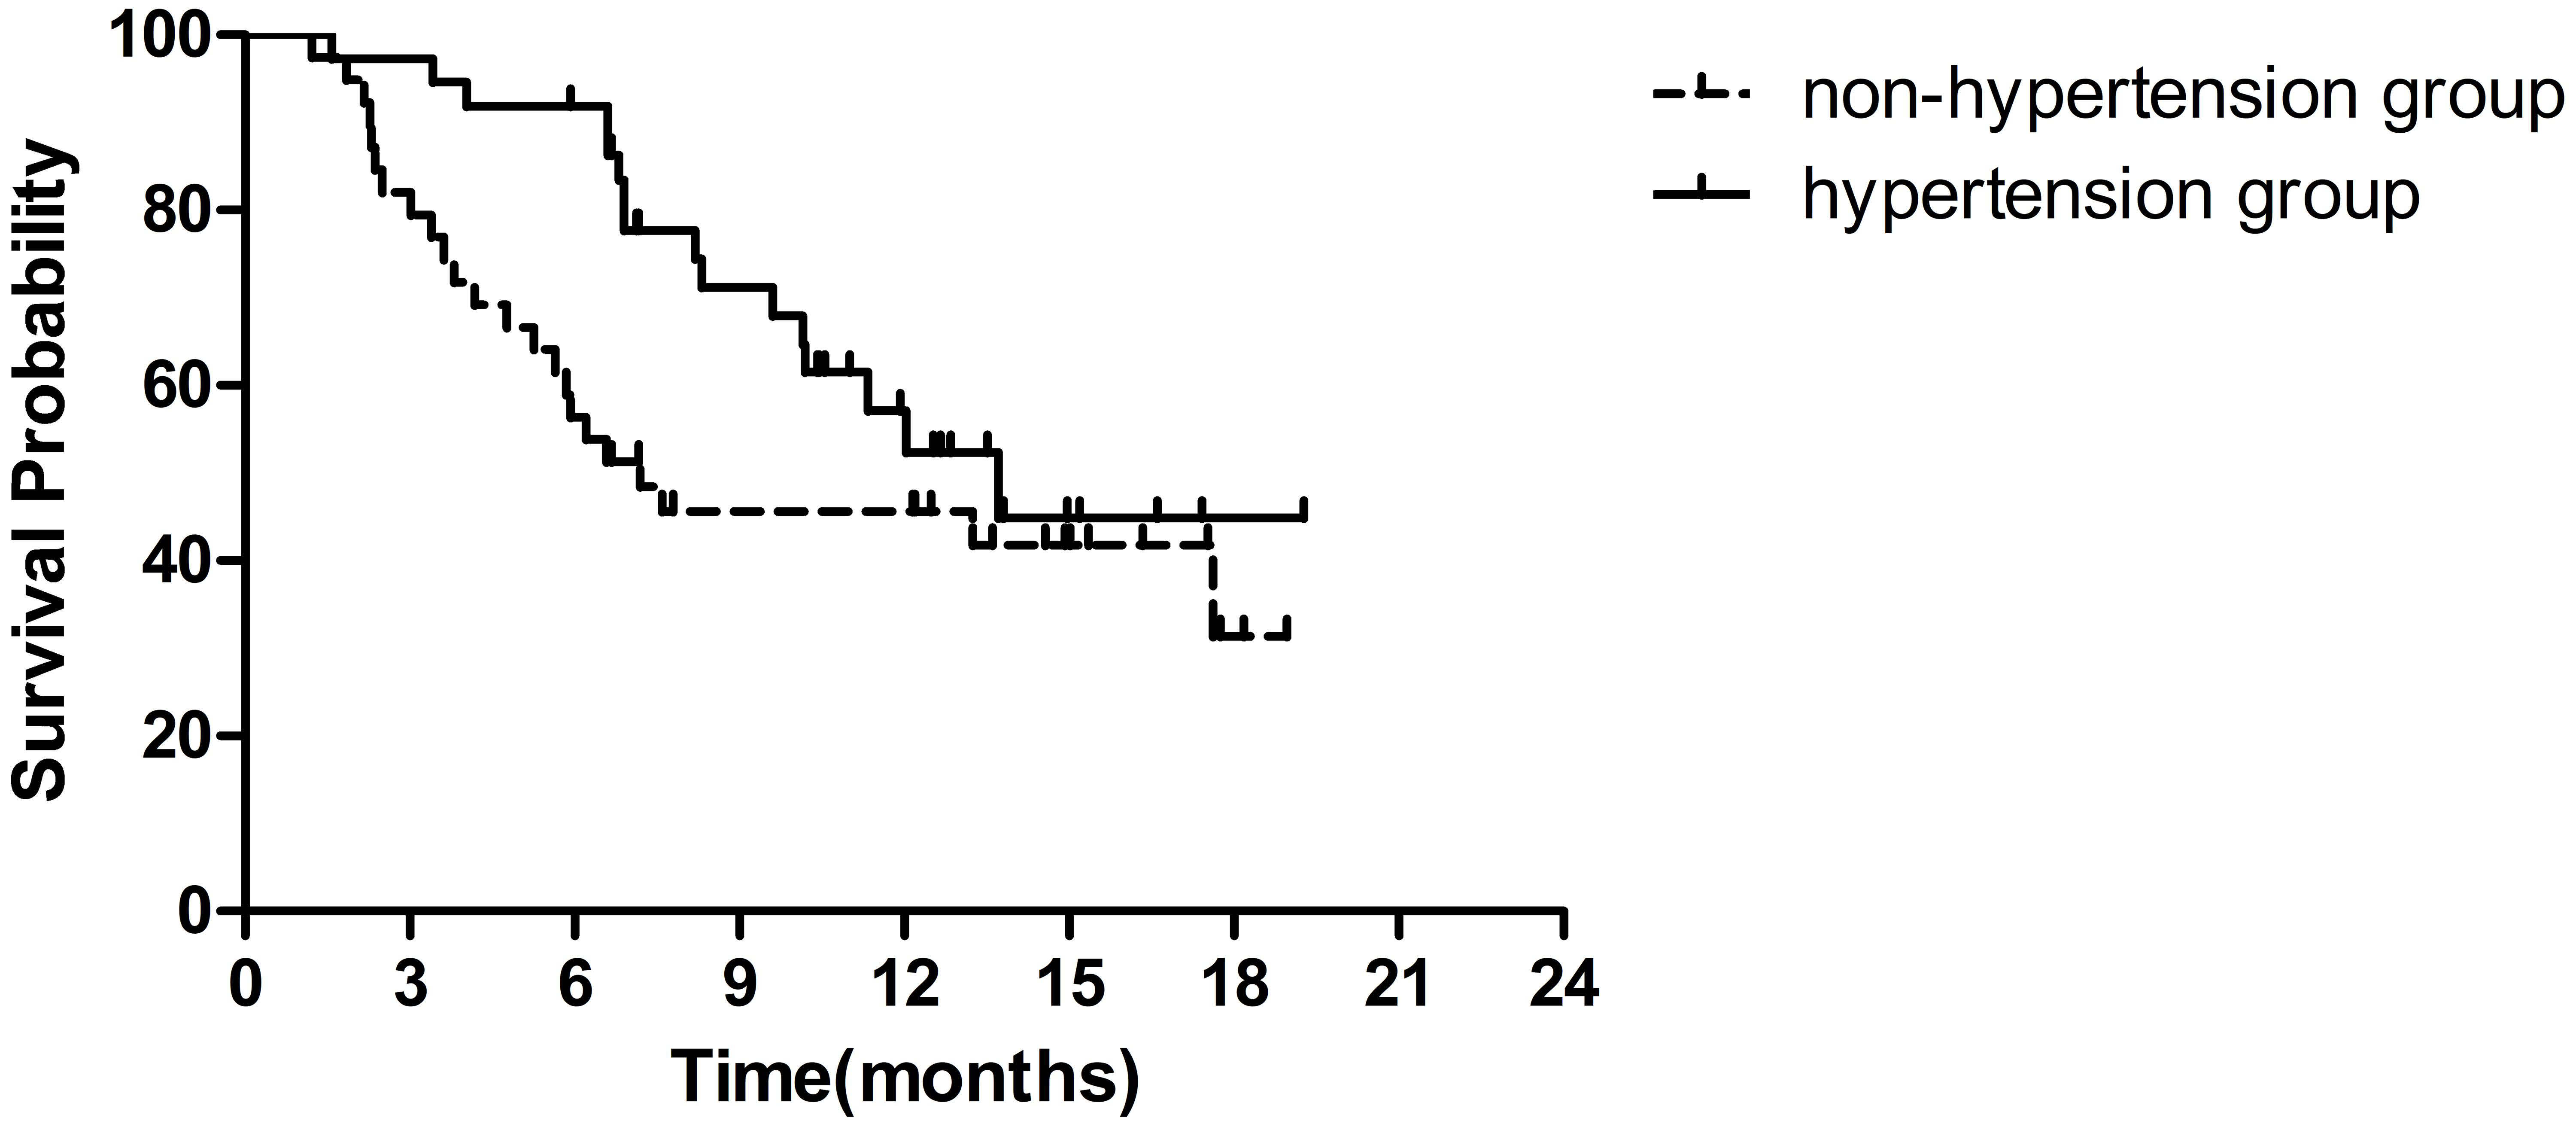 non-hypertension group
hypertension group
Survival Probability
100
80
60
40
20
0
0 3 6 9 12 15 18 21 24
Time(months)